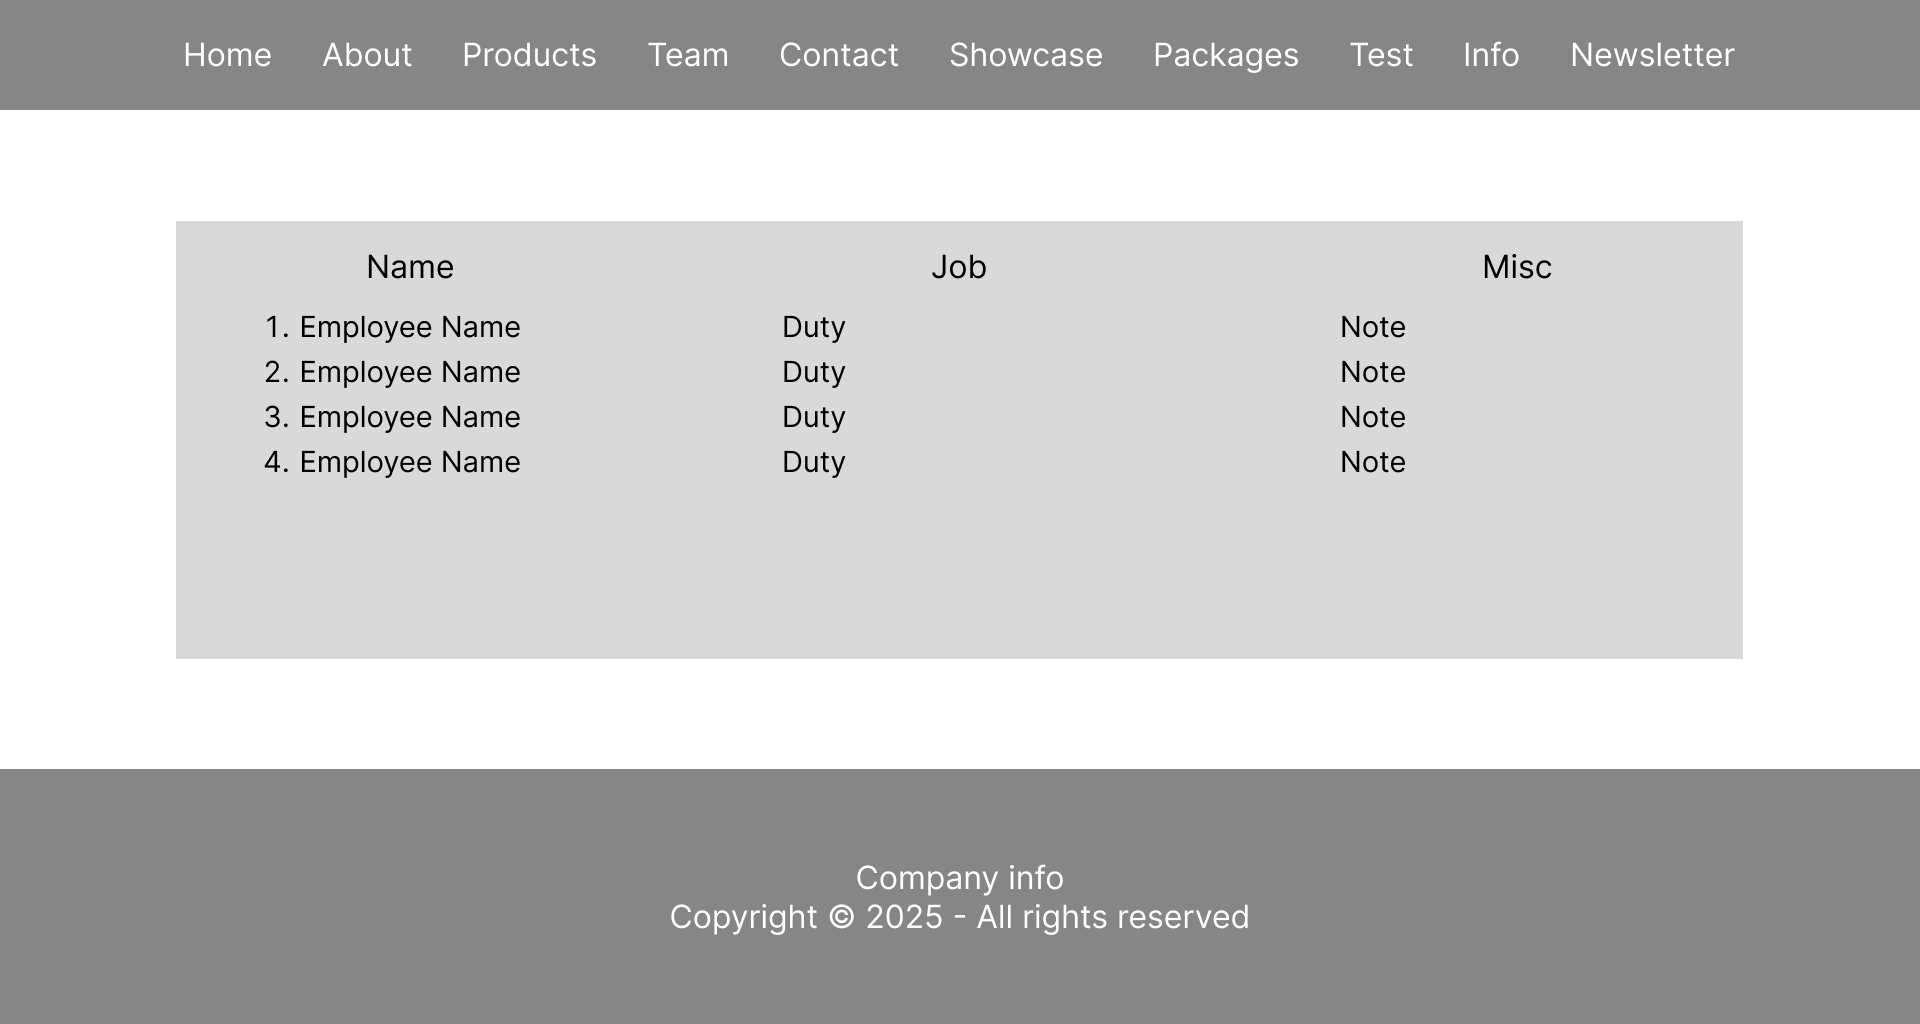 Home About Products Team Contact Showcase Packages Test Info Newsletter
Name Job Misc
1. Employee Name Duty Note
2. Employee Name Duty Note
3. Employee Name Duty Note
4. Employee Name Duty Note
Company info
Copyright © 2025 - All rights reserved